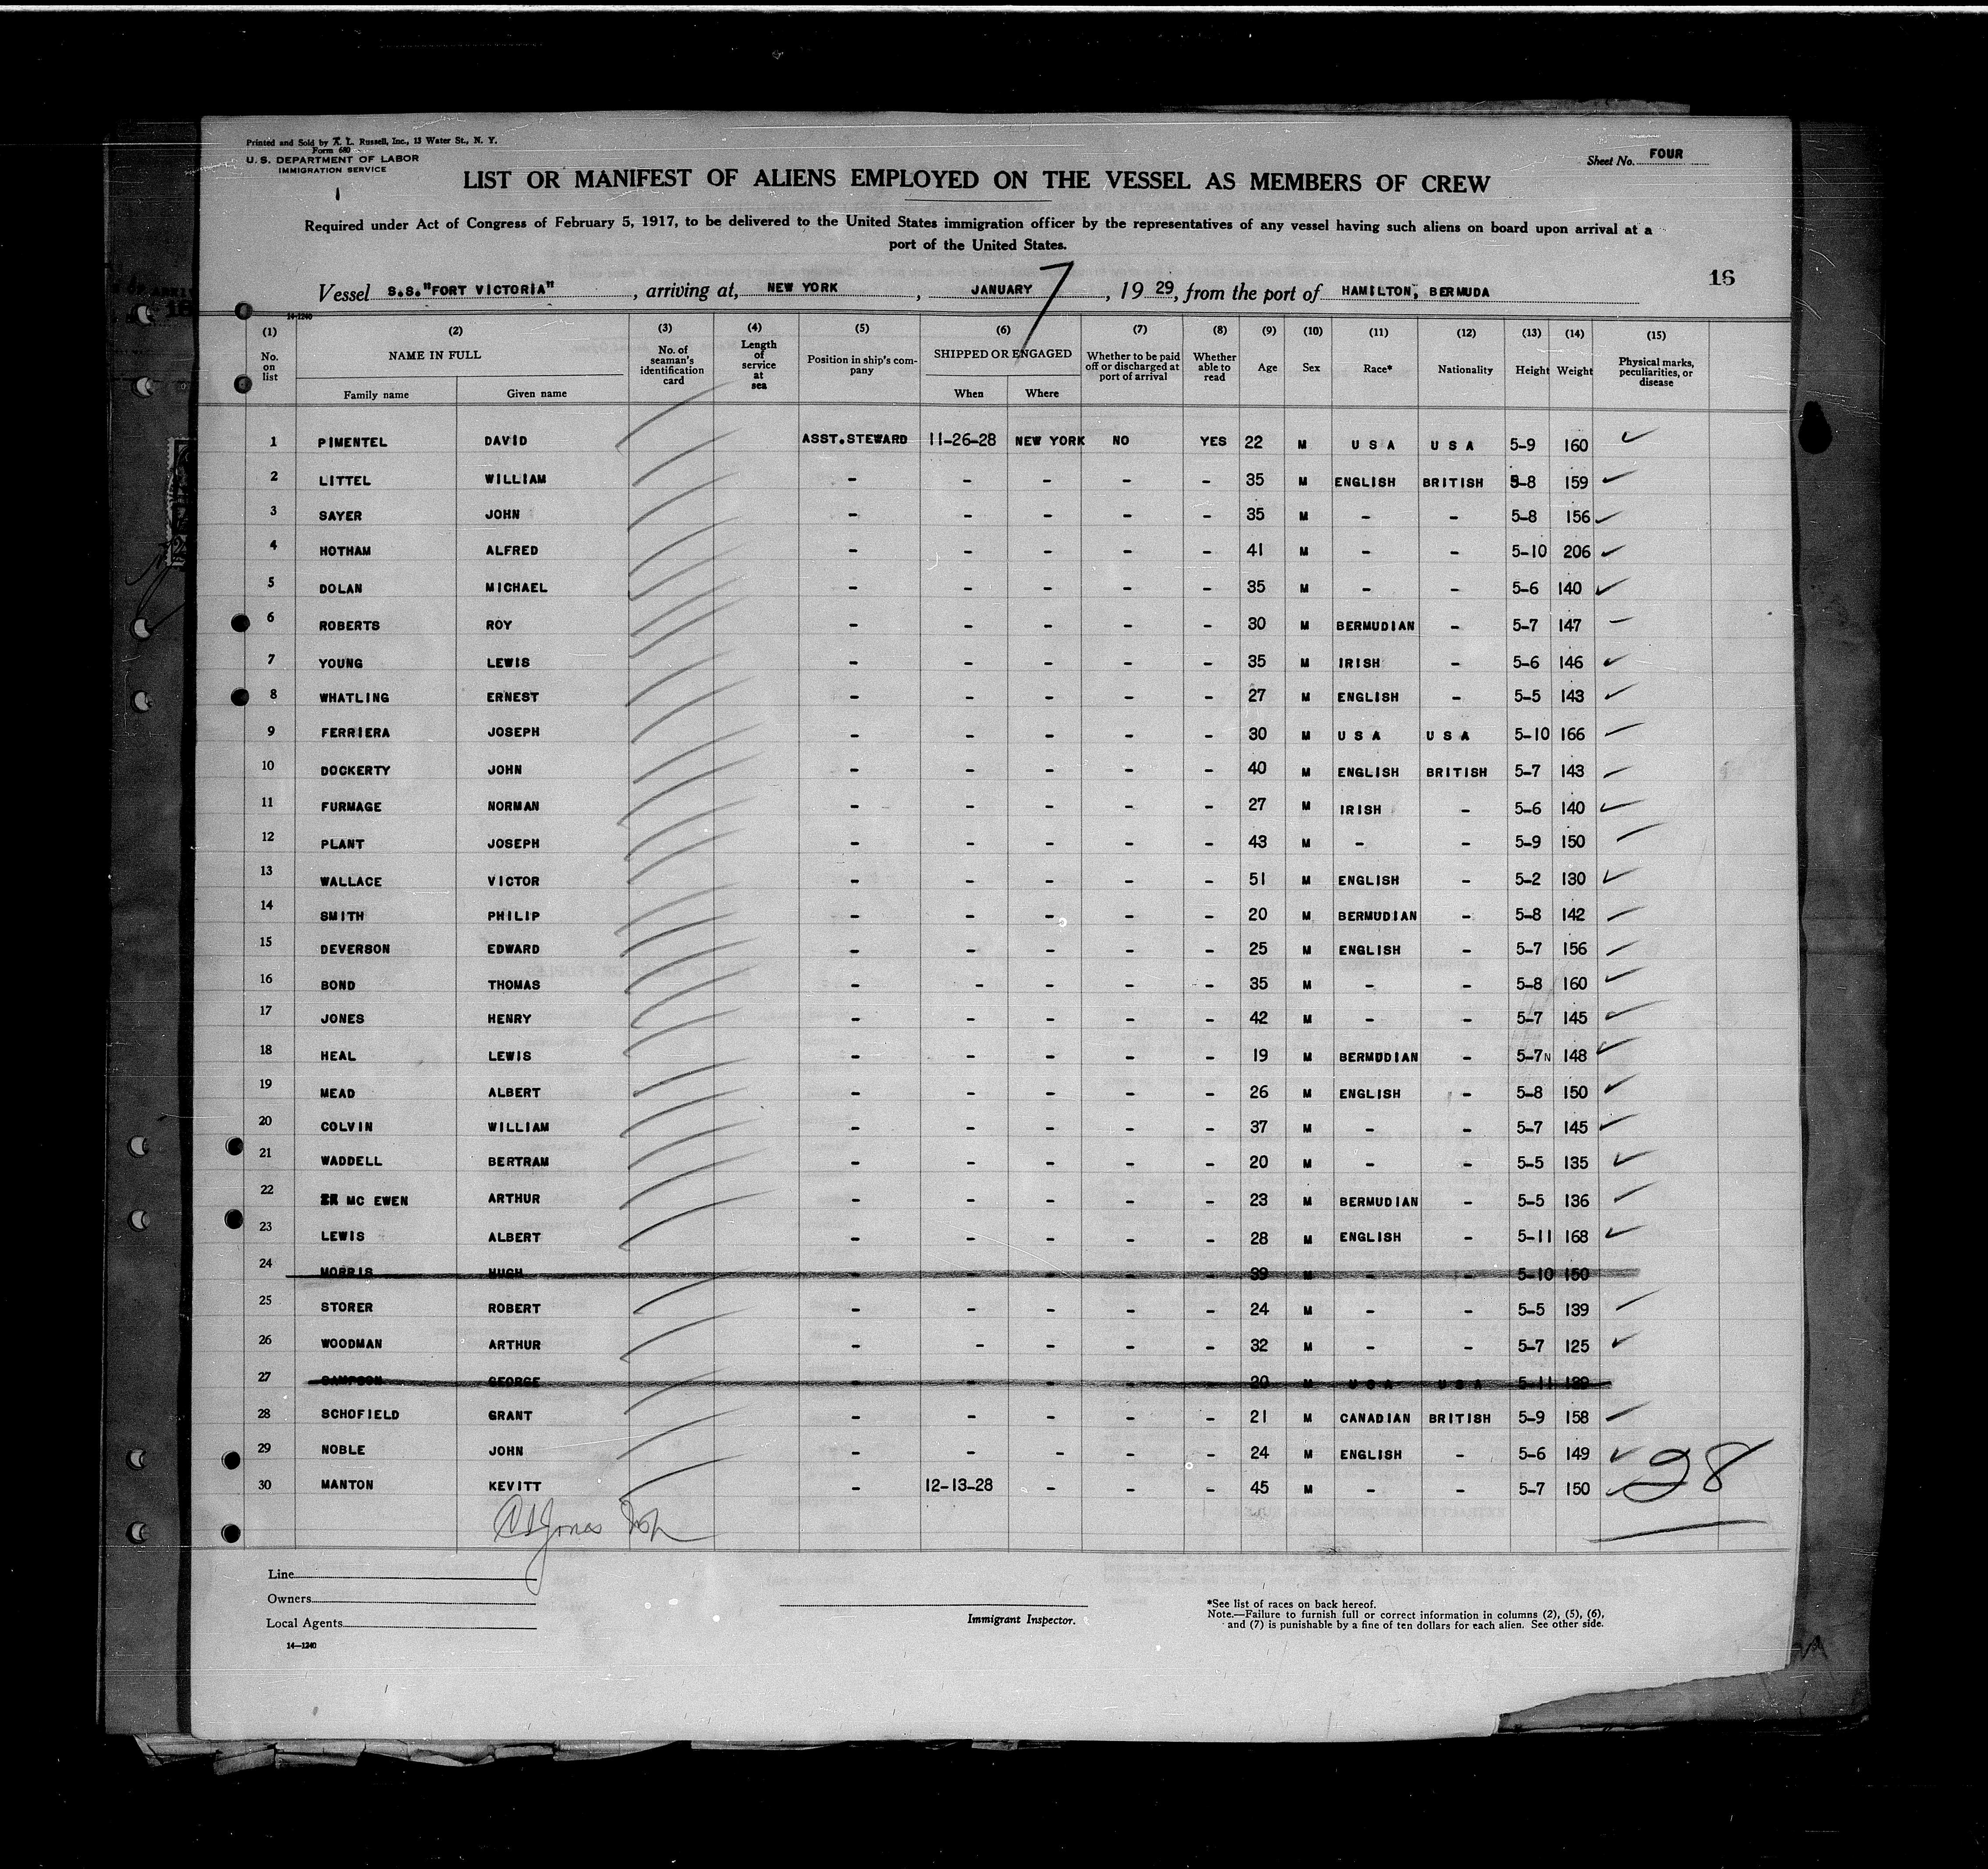 Printed and Sold by A. L. Russell, Inc., 13 Water St., N. Y.
Form 680
U. S. DEPARTMENT OF LABOR
IMMIGRATION SERVICE
Sheet No. FOUR
LIST OR MANIFEST OF ALIENS EMPLOYED ON THE VESSEL AS MEMBERS OF CREW
Required under Act of Congress of February 5, 1917, to be delivered to the United States immigration officer by the representatives of any vessel having such aliens on board upon arrival at a
port of the United States.
16
Vessel S.S."FORT VICTORIA", arriving at, NEW YORK, JANUARY 7, 1929, from the port of HAMILTON, BERMUDA
14-1240
(1) (2) (3) (4) (5) (6) (7) (8) (9) (10) (11) (12) (13) (14) (15)
No. on list NAME IN FULL No. of seaman's identification card Length of service at sea Position in ship's company SHIPPED OR ENGAGED Whether to be paid off or discharged at port of arrival Whether able to read Age Sex Race* Nationality Height Weight Physical marks, peculiarities, or disease
Family name Given name When Where
1 PIMENTEL DAVID ASST.STEWARD 11-26-28 NEW YORK NO YES 22 M U S A U S A 5-9 160 ✓
2 LITTEL WILLIAM - - - - - 35 M ENGLISH BRITISH 5-8 159 ✓
3 SAYER JOHN - - - - - 35 M - - 5-8 156 ✓
4 HOTHAM ALFRED - - - - - 41 M - - 5-10 206 ✓
5 DOLAN MICHAEL - - - - - 35 M - - 5-6 140 ✓
6 ROBERTS ROY - - - - - 30 M BERMUDIAN - 5-7 147 ✓
7 YOUNG LEWIS - - - - - 35 M IRISH - 5-6 146 ✓
8 WHATLING ERNEST - - - - - 27 M ENGLISH - 5-5 143 ✓
9 FERRIERA JOSEPH - - - - - 30 M U S A U S A 5-10 166 ✓
10 DOCKERTY JOHN - - - - - 40 M ENGLISH BRITISH 5-7 143 ✓
11 FURMAGE NORMAN - - - - - 27 M IRISH - 5-6 140 ✓
12 PLANT JOSEPH - - - - - 43 M - - 5-9 150 ✓
13 WALLACE VICTOR - - - - - 51 M ENGLISH - 5-2 130 ✓
14 SMITH PHILIP - - - - - 20 M BERMUDIAN - 5-8 142 ✓
15 DEVERSON EDWARD - - - - - 25 M ENGLISH - 5-7 156 ✓
16 BOND THOMAS - - - - - 35 M - - 5-8 160 ✓
17 JONES HENRY - - - - - 42 M - - 5-7 145 ✓
18 HEAL LEWIS - - - - - 19 M BERMUDIAN - 5-7N 148 ✓
19 MEAD ALBERT - - - - - 26 M ENGLISH - 5-8 150 ✓
20 COLVIN WILLIAM - - - - - 37 M - - 5-7 145 ✓
21 WADDELL BERTRAM - - - - - 20 M - - 5-5 135 ✓
22 MC EWEN ARTHUR - - - - - 23 M BERMUDIAN - 5-5 136 ✓
23 LEWIS ALBERT - - - - - 28 M ENGLISH - 5-11 168 ✓
24 MORRIS HUGH - - - - - 39 M - - 5-10 150
25 STORER ROBERT - - - - - 24 M - - 5-5 139 ✓
26 WOODMAN ARTHUR - - - - - 32 M - - 5-7 125 ✓
27 SAMPSON GEORGE - - - - - 20 M U S A U S A 5-11
28 SCHOFIELD GRANT - - - - - 21 M CANADIAN BRITISH 5-9 158 ✓
29 NOBLE JOHN - - - - - 24 M ENGLISH - 5-6 149 ✓
30 MANTON KEVITT - 12-13-28 - - - 45 M - - 5-7 150 ✓
28
Jones Insp
Line
Owners
Local Agents
14-1240
Immigrant Inspector.
*See list of races on back hereof.
Note.—Failure to furnish full or correct information in columns (2), (5), (6),
and (7) is punishable by a fine of ten dollars for each alien. See other side.